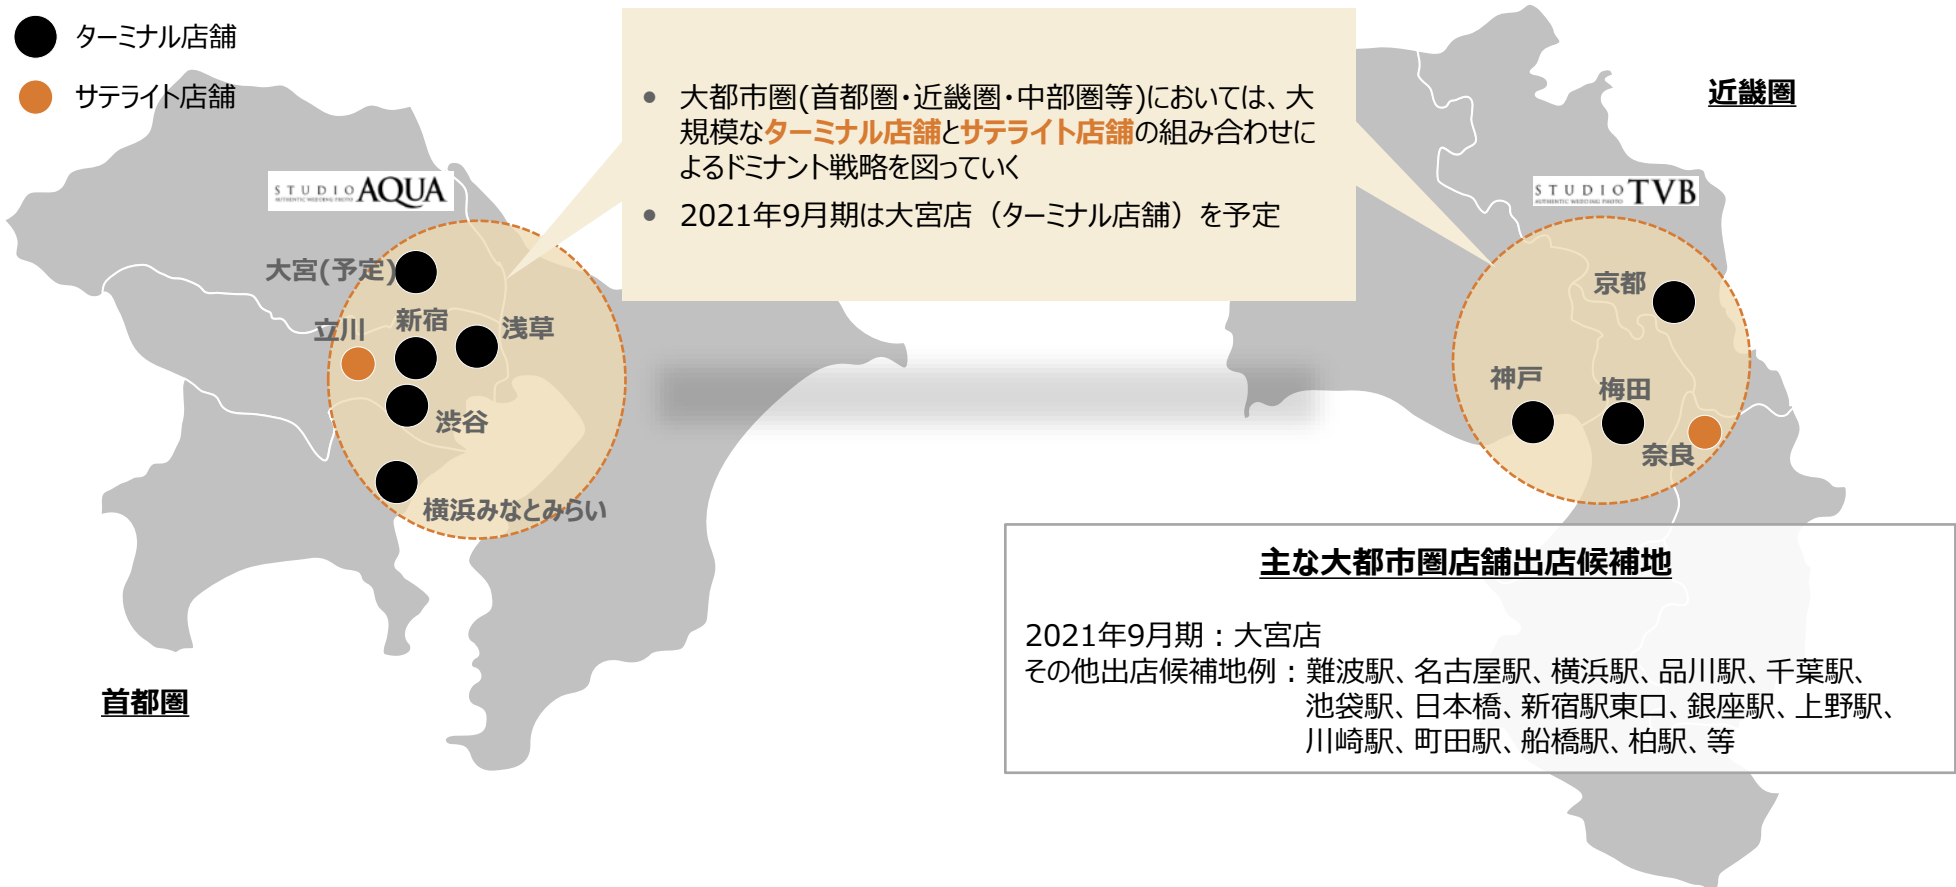 ターミナル店舗
サテライト店舗
• 大都市圏(首都圏・近畿圏・中部圏等)においては、大
規模なターミナル店舗とサテライト店舗の組み合わせに
よるドミナント戦略を図っていく
• 2021年9月期は大宮店（ターミナル店舗）を予定
近畿圏
STUDIO AQUA
AUTHENTIC WEDDING PHOTO
STUDIO TVB
AUTHENTIC WEDDING PHOTO
大宮(予定)
立川
新宿
浅草
渋谷
横浜みなとみらい
京都
神戸
梅田
奈良
首都圏
主な大都市圏店舗出店候補地
2021年9月期：大宮店
その他出店候補地例：難波駅、名古屋駅、横浜駅、品川駅、千葉駅、
池袋駅、日本橋、新宿駅東口、銀座駅、上野駅、
川崎駅、町田駅、船橋駅、柏駅、等